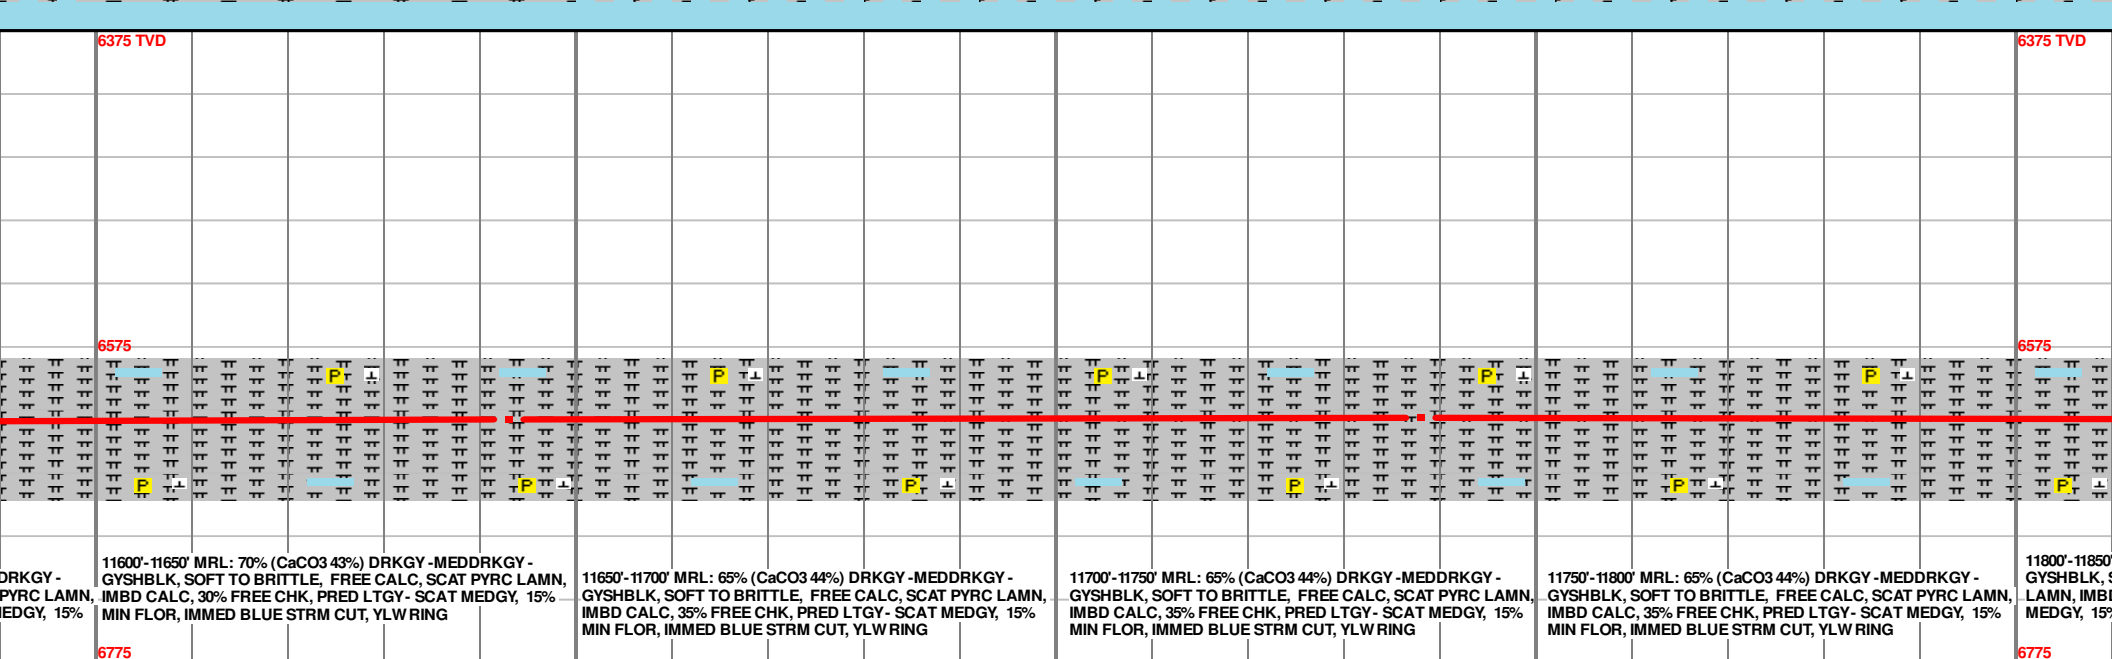 6375 TVD
6375 TVD
6575
6575
P
P
P
P
P
P
P
P
P
P
DRKGY -
PYRC LAMN,
MEDGY, 15%
11600'-11650' MRL: 70% (CaCO3 43%) DRKGY -MEDDRKGY -
GYSHBLK, SOFT TO BRITTLE, FREE CALC, SCAT PYRC LAMN,
IMBD CALC, 30% FREE CHK, PRED LTGY - SCAT MEDGY, 15%
MIN FLOR, IMMED BLUE STRM CUT, YLW RING
11650'-11700' MRL: 65% (CaCO3 44%) DRKGY -MEDDRKGY -
GYSHBLK, SOFT TO BRITTLE, FREE CALC, SCAT PYRC LAMN,
IMBD CALC, 35% FREE CHK, PRED LTGY - SCAT MEDGY, 15%
MIN FLOR, IMMED BLUE STRM CUT, YLW RING
11700'-11750' MRL: 65% (CaCO3 44%) DRKGY -MEDDRKGY -
GYSHBLK, SOFT TO BRITTLE, FREE CALC, SCAT PYRC LAMN,
IMBD CALC, 35% FREE CHK, PRED LTGY - SCAT MEDGY, 15%
MIN FLOR, IMMED BLUE STRM CUT, YLW RING
11750'-11800' MRL: 65% (CaCO3 44%) DRKGY -MEDDRKGY -
GYSHBLK, SOFT TO BRITTLE, FREE CALC, SCAT PYRC LAMN,
IMBD CALC, 35% FREE CHK, PRED LTGY - SCAT MEDGY, 15%
MIN FLOR, IMMED BLUE STRM CUT, YLW RING
11800'-11850'
GYSHBLK,
LAMN, IMBD
MEDGY, 15%
6775
6775